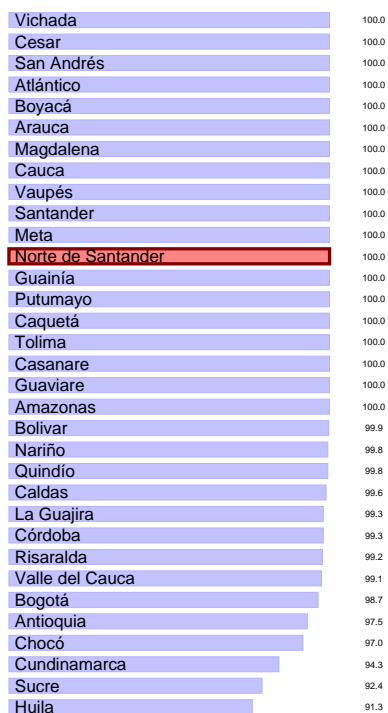 Vichada 100.0
Cesar 100.0
San Andrés 100.0
Atlántico 100.0
Boyacá 100.0
Arauca 100.0
Magdalena 100.0
Cauca 100.0
Vaupés 100.0
Santander 100.0
Meta 100.0
Norte de Santander 100.0
Guainía 100.0
Putumayo 100.0
Caquetá 100.0
Tolima 100.0
Casanare 100.0
Guaviare 100.0
Amazonas 100.0
Bolivar 99.9
Nariño 99.8
Quindío 99.8
Caldas 99.6
La Guajira 99.3
Córdoba 99.3
Risaralda 99.2
Valle del Cauca 99.1
Bogotá 98.7
Antioquia 97.5
Chocó 97.0
Cundinamarca 94.3
Sucre 92.4
Huila 91.3